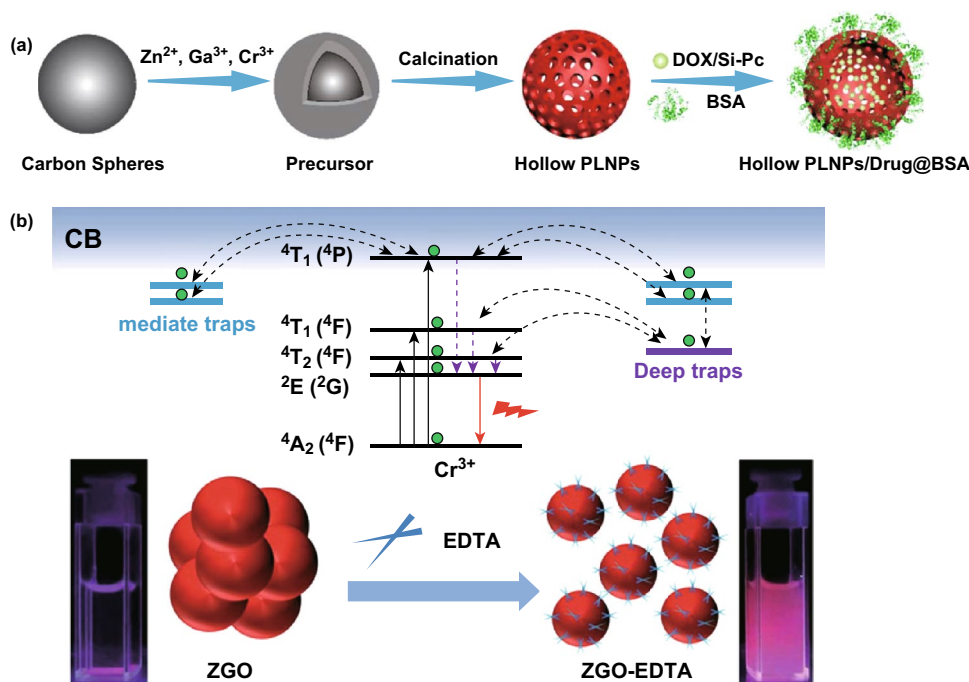 (a)
Zn²⁺, Ga³⁺, Cr³⁺
Calcination
DOX/Si-Pc
BSA
Carbon Spheres
Precursor
Hollow PLNPs
Hollow PLNPs/Drug@BSA
(b)
CB
⁴T₁ (⁴P)
mediate traps
⁴T₁ (⁴F)
⁴T₂ (⁴F)
Deep traps
²E (²G)
⁴A₂ (⁴F)
Cr³⁺
EDTA
ZGO
ZGO-EDTA